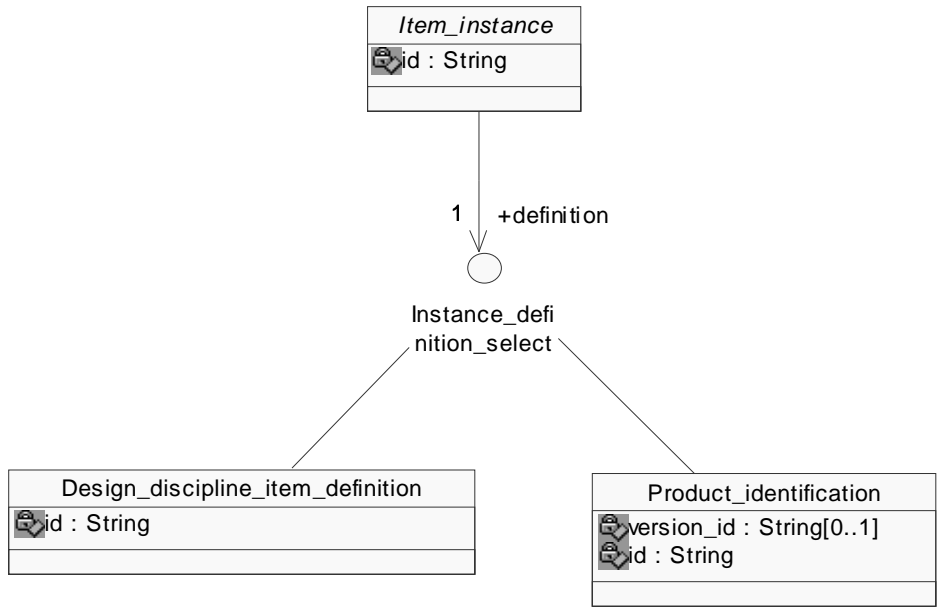 Item_instance
id : String
1 +definition
Instance_defi
nition_select
Design_discipline_item_definition
id : String
Product_identification
version_id : String[0..1]
id : String